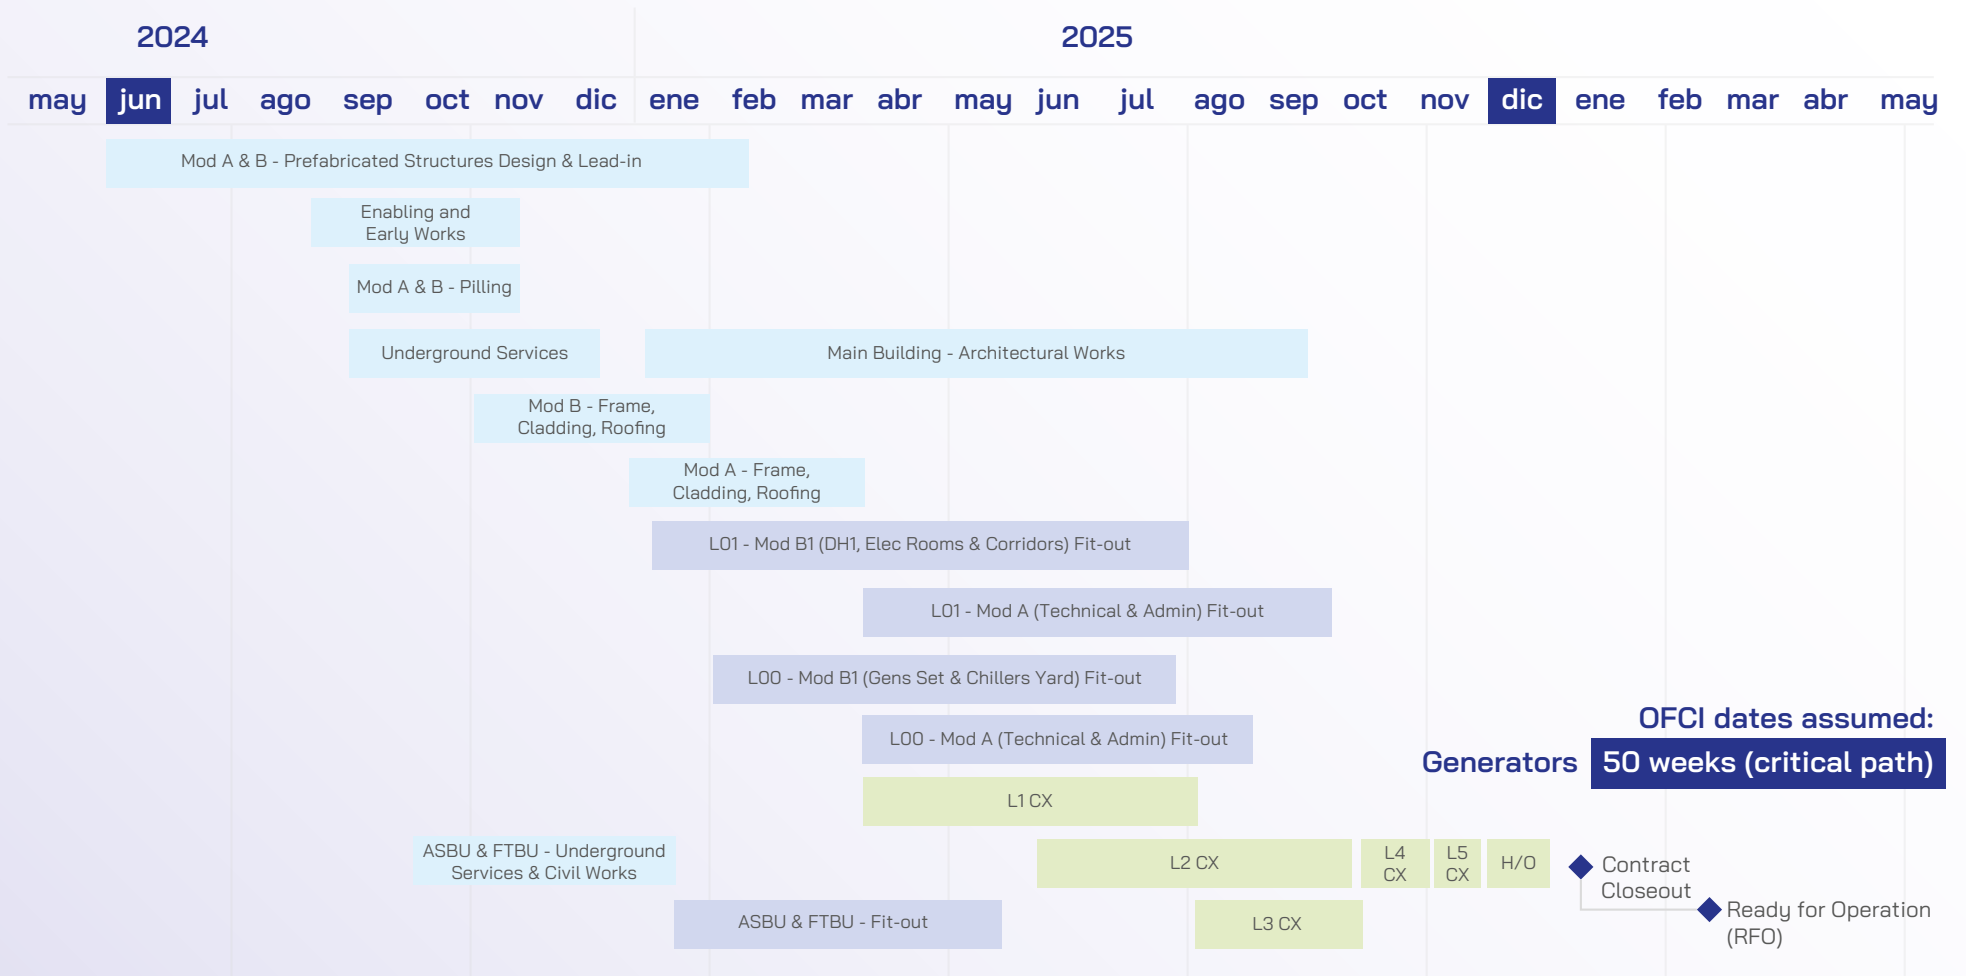 2024
2025
may jun jul ago sep oct nov dic ene feb mar abr may jun jul ago sep oct nov dic ene feb mar abr may
Mod A & B - Prefabricated Structures Design & Lead-in
Enabling and
Early Works
Mod A & B - Pilling
Underground Services
Main Building - Architectural Works
Mod B - Frame,
Cladding, Roofing
Mod A - Frame,
Cladding, Roofing
L01 - Mod B1 (DH1, Elec Rooms & Corridors) Fit-out
L01 - Mod A (Technical & Admin) Fit-out
L00 - Mod B1 (Gens Set & Chillers Yard) Fit-out
L00 - Mod A (Technical & Admin) Fit-out
OFCI dates assumed:
Generators 50 weeks (critical path)
L1 CX
ASBU & FTBU - Underground
Services & Civil Works
L2 CX
L4
CX
L5
CX
H/O
Contract
Closeout
ASBU & FTBU - Fit-out
L3 CX
Ready for Operation
(RFO)